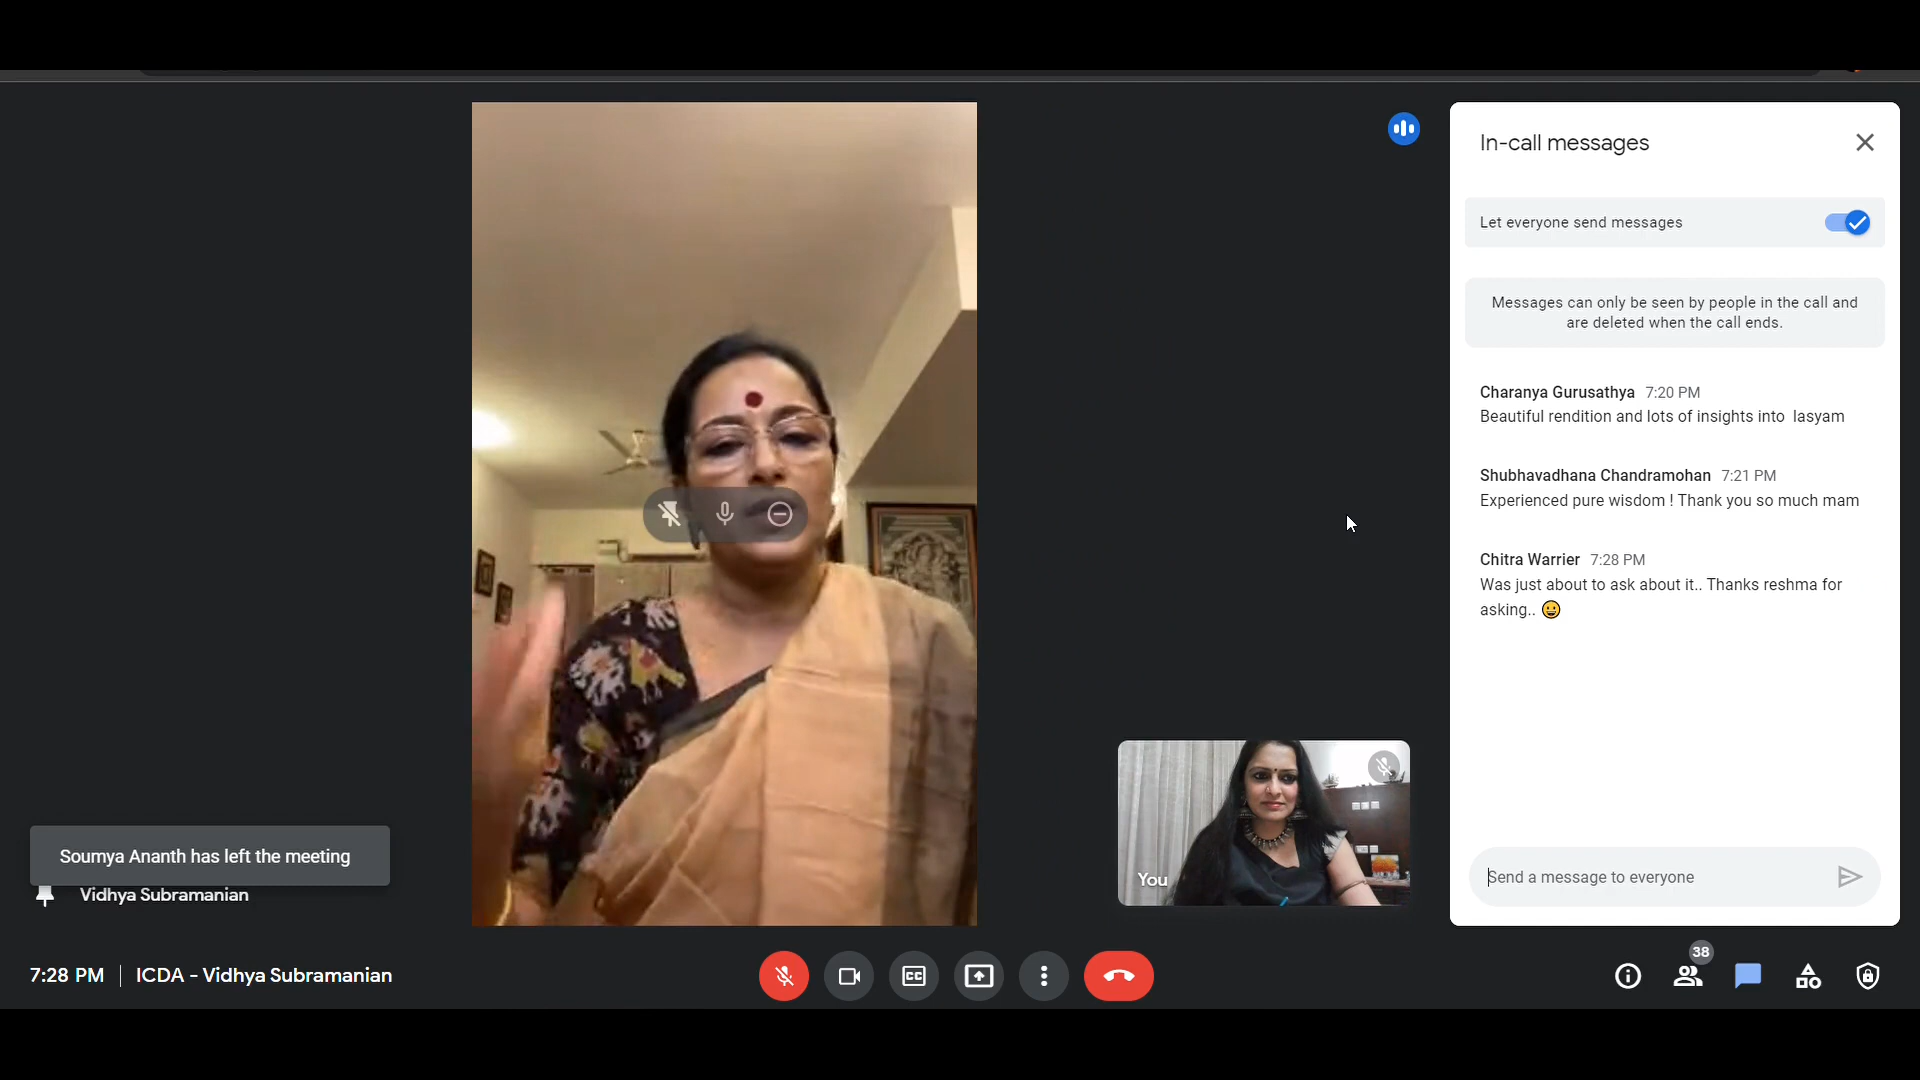 In-call messages
Let everyone send messages
Messages can only be seen by people in the call and
are deleted when the call ends.
Charanya Gurusathya 7:20 PM
Beautiful rendition and lots of insights into lasyam
Shubhavadhana Chandramohan 7:21 PM
Experienced pure wisdom ! Thank you so much mam
Chitra Warrier 7:28 PM
Was just about to ask about it.. Thanks reshma for
asking.. 😀
Send a message to everyone
You
Soumya Ananth has left the meeting
Vidhya Subramanian
7:28 PM | ICDA - Vidhya Subramanian
CC
38